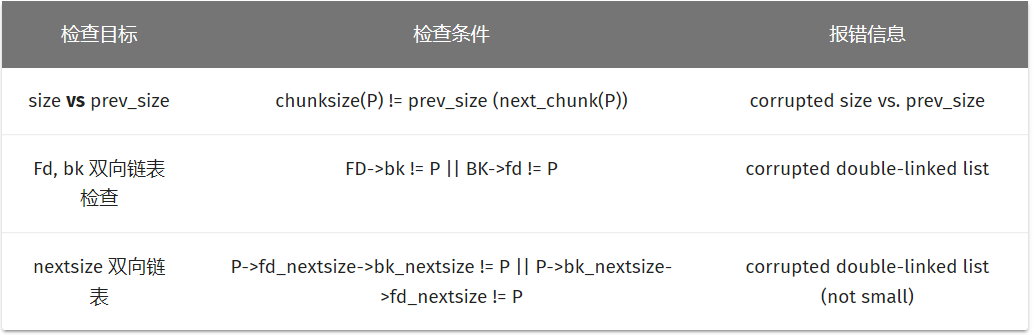 检查目标 检查条件 报错信息
size vs prev_size chunksize(P) != prev_size (next_chunk(P)) corrupted size vs. prev_size
Fd, bk 双向链表
检查
FD->bk != P || BK->fd != P
corrupted double-linked list
nextsize 双向链
表
P->fd_nextsize->bk_nextsize != P || P->bk_nextsize-
>fd_nextsize != P
corrupted double-linked list
(not small)